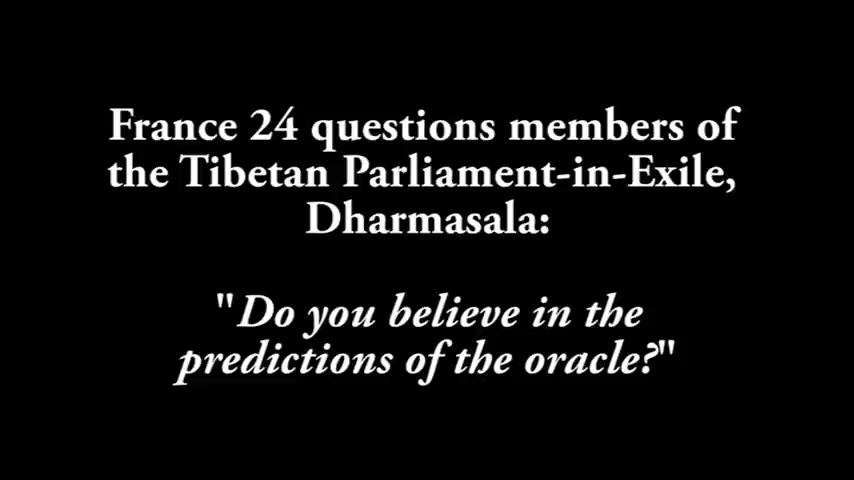 France 24 questions members of
the Tibetan Parliament-in-Exile,
Dharmasala:
"Do you believe in the
predictions of the oracle?"